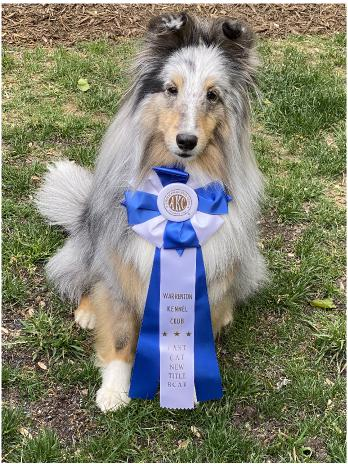 AKC
WARRENTON
KENNEL
CLUB
FAST
CAT
NEW
TITLE
BCAT